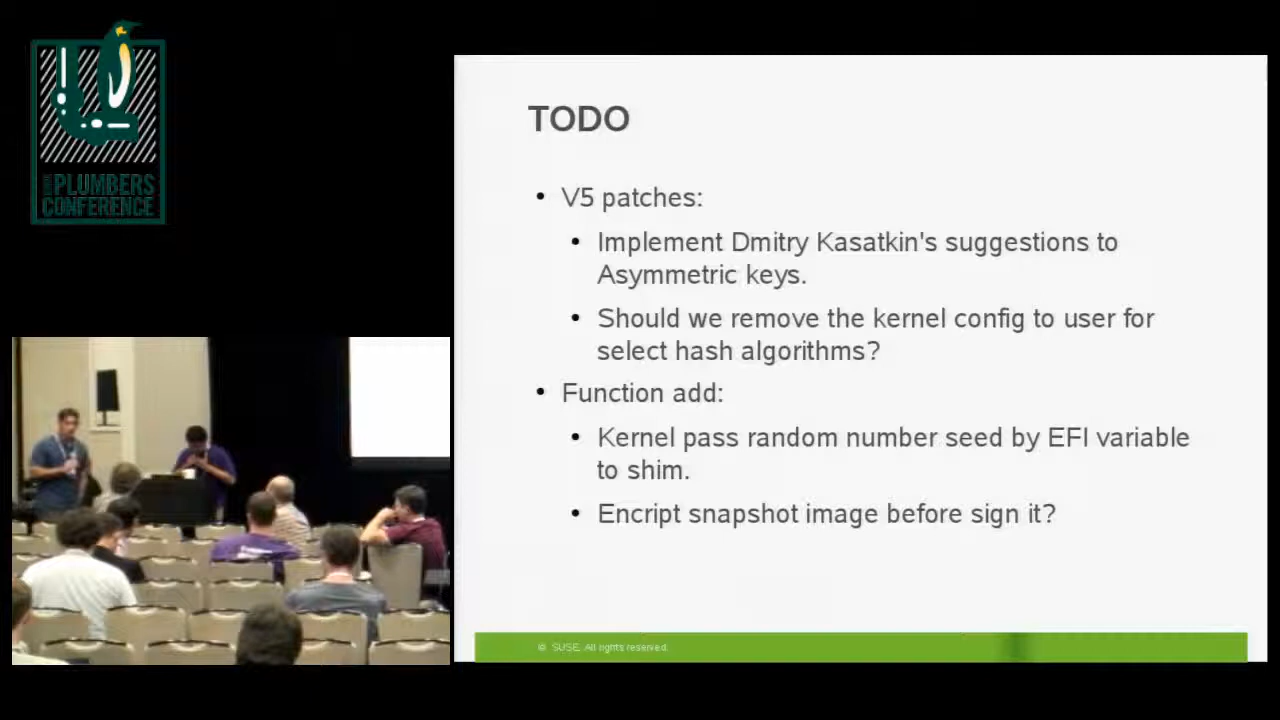 PLUMBERS
CONFERENCE
TODO
• V5 patches:
• Implement Dmitry Kasatkin's suggestions to
Asymmetric keys.
• Should we remove the kernel config to user for
select hash algorithms?
• Function add:
• Kernel pass random number seed by EFI variable
to shim.
• Encript snapshot image before sign it?
© SUSE, All rights reserved.